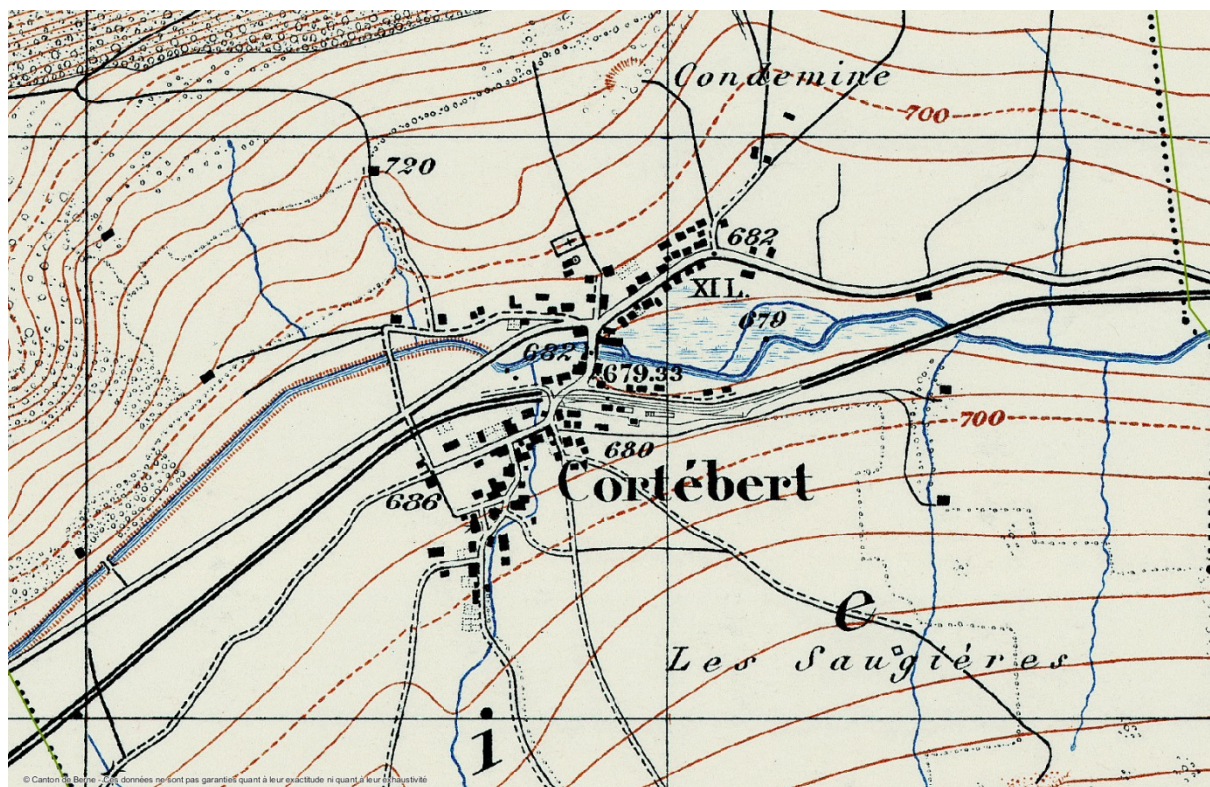 Condemine
700
720
682
XII.
679
682
679.33
700
680
Cortébert
686
e
Les Saugières
i
© Canton de Berne - Ces données ne sont pas garanties quant à leur exactitude ni quant à leur exhaustivité